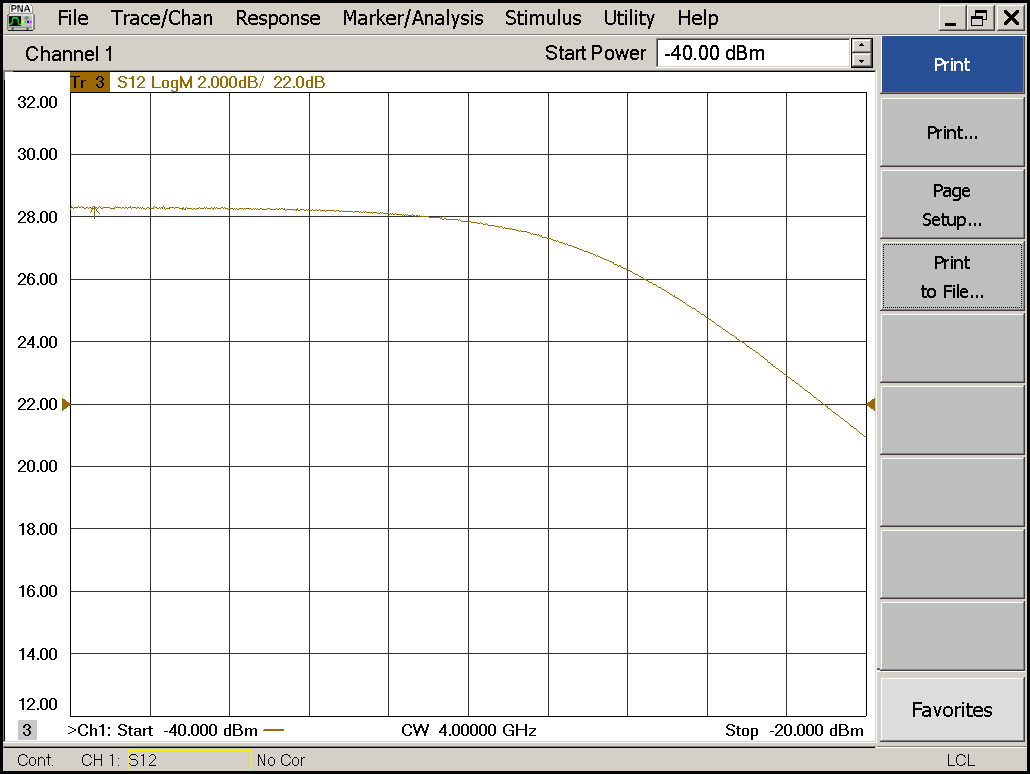 PNA
File Trace/Chan Response Marker/Analysis Stimulus Utility Help
Channel 1
Start Power -40.00 dBm
Print
Print...
Page
Setup...
Print
to File...
Favorites
Tr 3 S12 LogM 2.000dB/ 22.0dB
32.00
30.00
28.00
26.00
24.00
22.00
20.00
18.00
16.00
14.00
12.00
3 >Ch1: Start -40.000 dBm CW 4.00000 GHz Stop -20.000 dBm
Cont. CH 1: S12 No Cor LCL